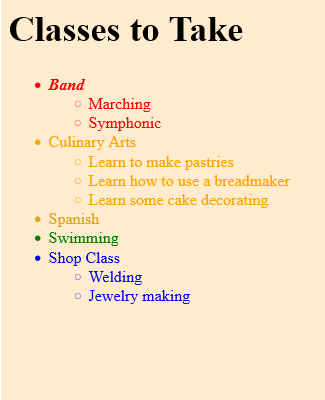 Classes to Take
Band
Marching
Symphonic
Culinary Arts
Learn to make pastries
Learn how to use a breadmaker
Learn some cake decorating
Spanish
Swimming
Shop Class
Welding
Jewelry making